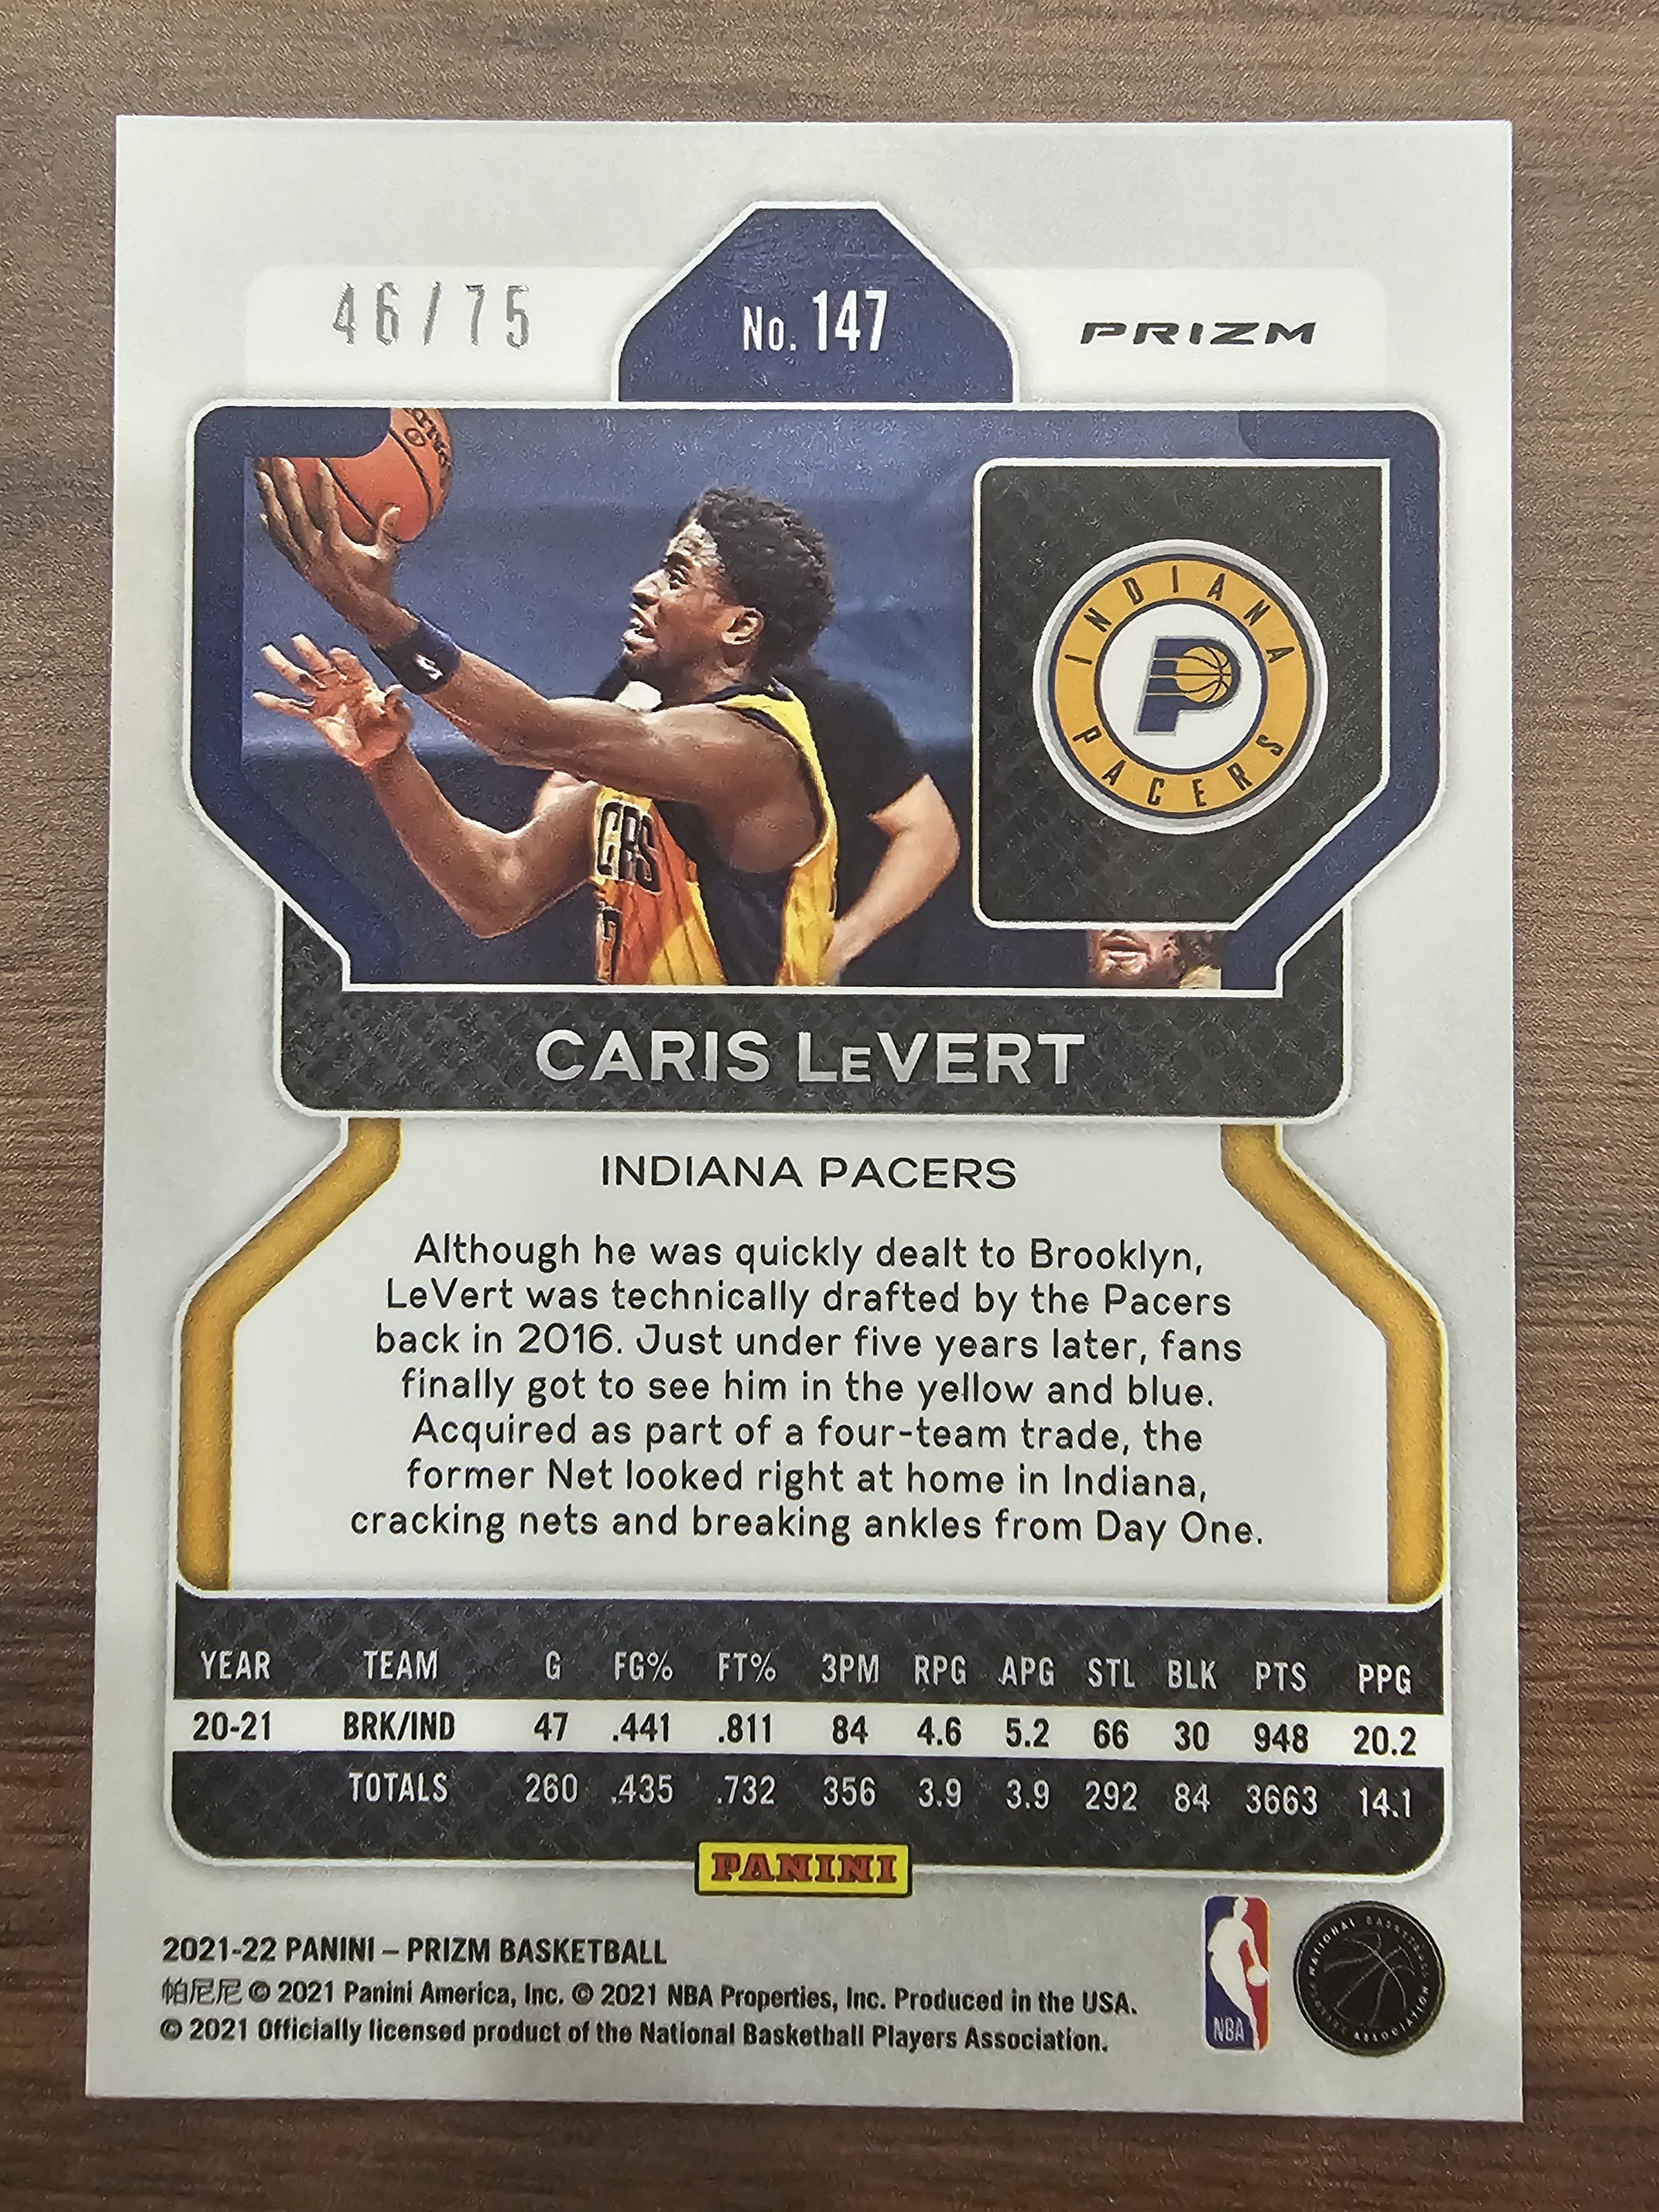 46/75
No. 147
PRIZM
INDIANA
PACERS
P
CRS
CARIS LeVERT
INDIANA PACERS
Although he was quickly dealt to Brooklyn,
LeVert was technically drafted by the Pacers
back in 2016. Just under five years later, fans
finally got to see him in the yellow and blue.
Acquired as part of a four-team trade, the
former Net looked right at home in Indiana,
cracking nets and breaking ankles from Day One.
YEAR TEAM G FG% FT% 3PM RPG APG STL BLK PTS PPG
20-21 BRK/IND 47 .441 .811 84 4.6 5.2 66 30 948 20.2
TOTALS 260 .435 .732 356 3.9 3.9 292 84 3663 14.1
PANINI
2021-22 PANINI – PRIZM BASKETBALL
帕尼尼 © 2021 Panini America, Inc. © 2021 NBA Properties, Inc. Produced in the USA.
© 2021 Officially licensed product of the National Basketball Players Association.
NBA
NATIONAL BASKETBALL PLAYERS ASSOCIATION